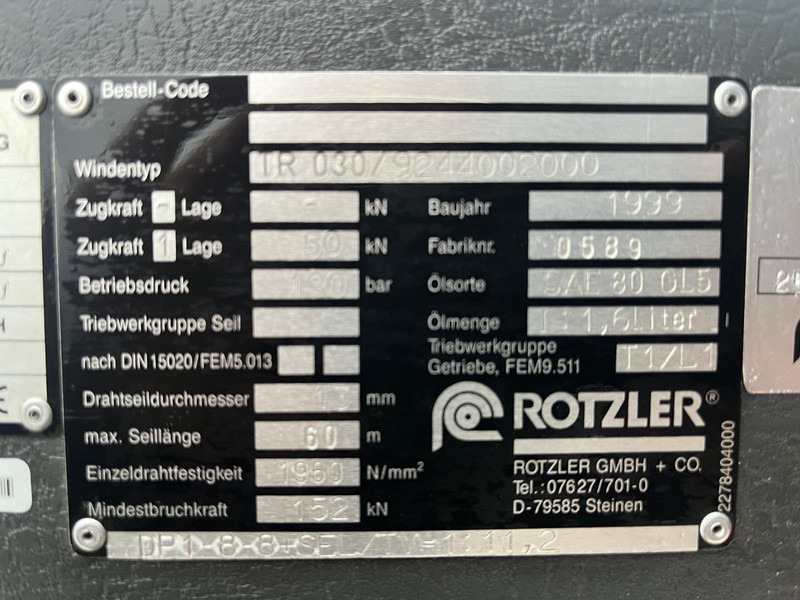 Bestell-Code
Windentyp TR 030/9244002000
Zugkraft - Lage - kN
Baujahr 1999
Zugkraft 1 Lage 50 kN
Fabriknr. 0589
Betriebsdruck 190 bar
Ölsorte SAE 80 GL5
Triebwerkgruppe Seil
Ölmenge 1,6Liter
nach DIN 15020/FEM5.013
Triebwerkgruppe
Getriebe, FEM9.511 T1/L1
Drahtseildurchmesser mm
max. Seillänge 60 m
Einzeldrahtfestigkeit 1960 N/mm²
Mindestbruchkraft 152 kN
ROTZLER®
ROTZLER GMBH + CO.
Tel.: 07627/701-0
D-79585 Steinen
2278404000